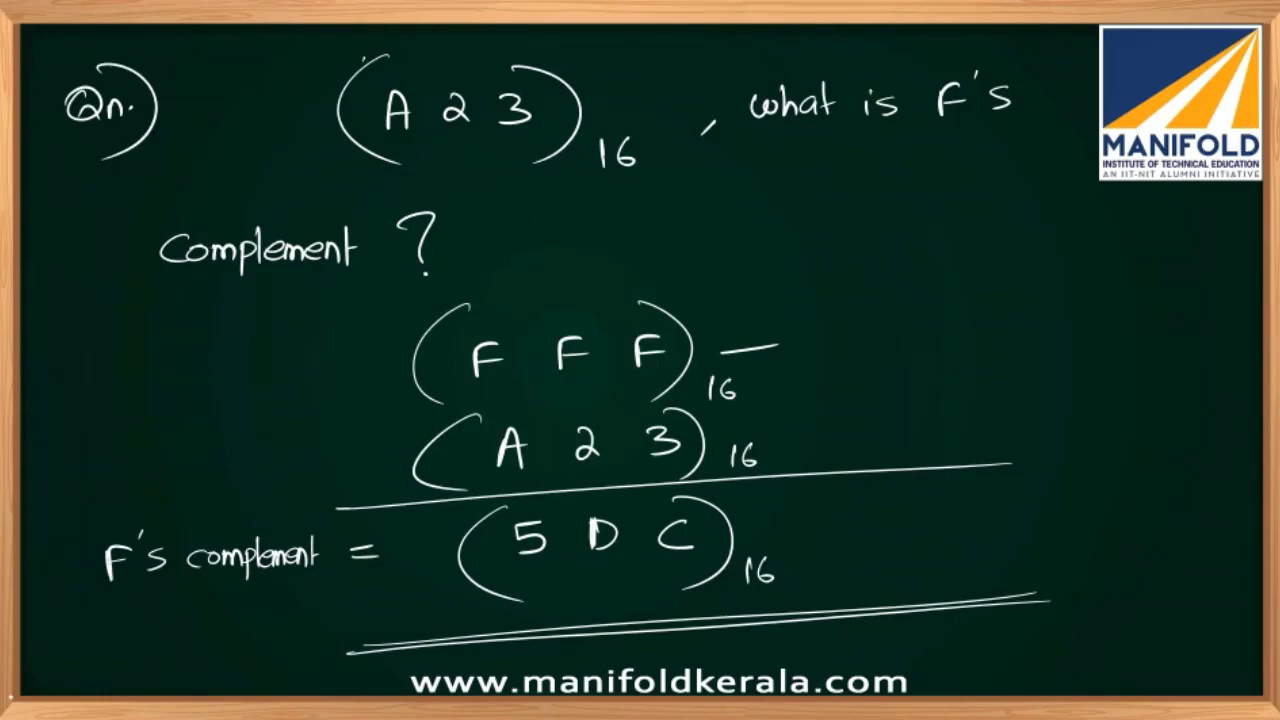 Qn.) (A 2 3)16 , what is F's
MANIFOLD
INSTITUTE OF TECHNICAL EDUCATION
AN IIT-NIT ALUMNI INITIATIVE
Complement ?
(F F F)16 —
(A 2 3)16
F's complement = (5 D C)16
www.manifoldkerala.com